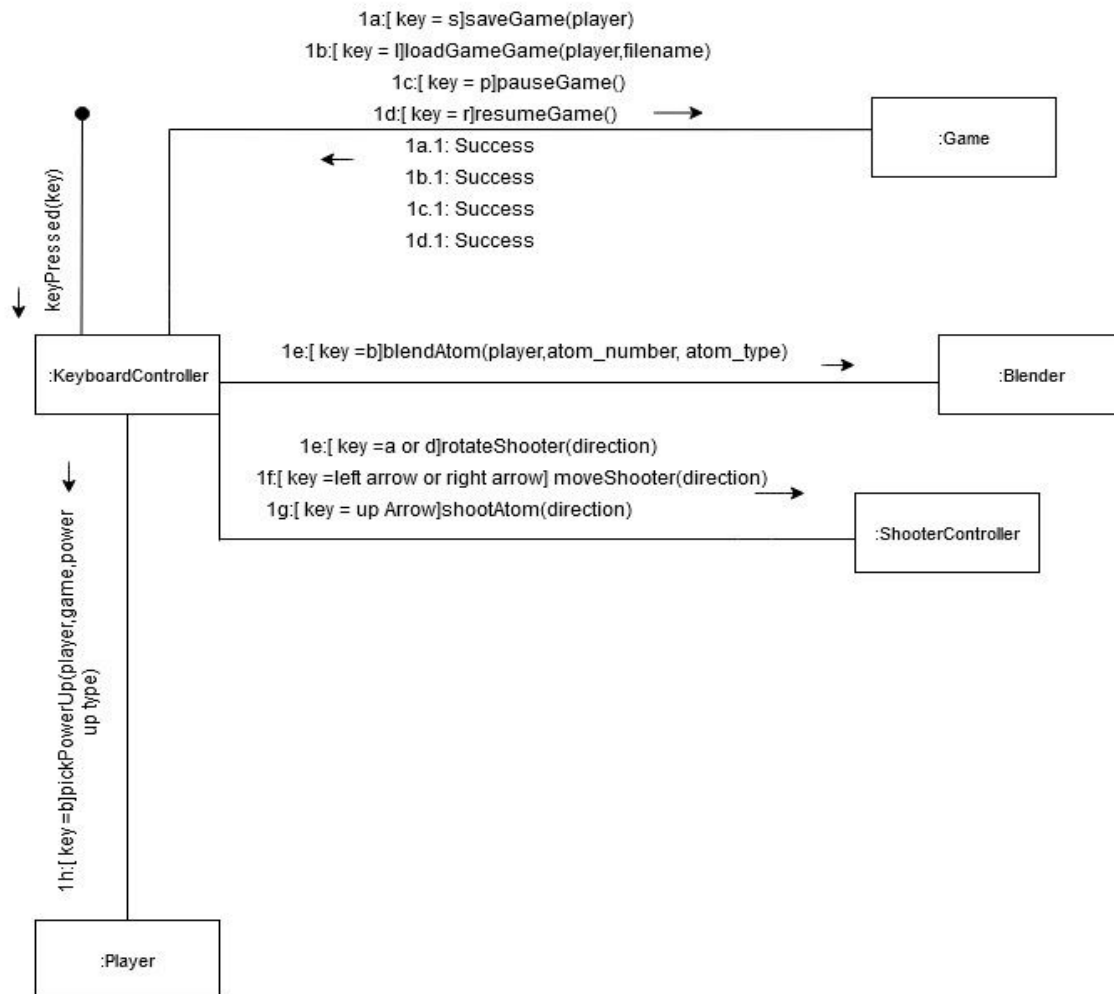 1a:[ key = s]saveGame(player)
1b:[ key = l]loadGameGame(player,filename)
1c:[ key = p]pauseGame()
1d:[ key = r]resumeGame()
:Game
1a.1: Success
1b.1: Success
1c.1: Success
1d.1: Success
keyPressed(key)
:KeyboardController
1e:[ key =b]blendAtom(player,atom_number, atom_type)
:Blender
1e:[ key =a or d]rotateShooter(direction)
1f:[ key =left arrow or right arrow] moveShooter(direction)
1g:[ key = up Arrow]shootAtom(direction)
:ShooterController
1h:[ key =b]pickPowerUp(player,game,power
up type)
:Player